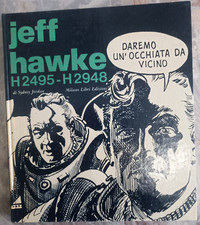 jeff
hawke
H2495-H2948
di Sydney Jordan
Milano Libri Edizioni
DAREMO
UN'OCCHIATA DA
VICINO